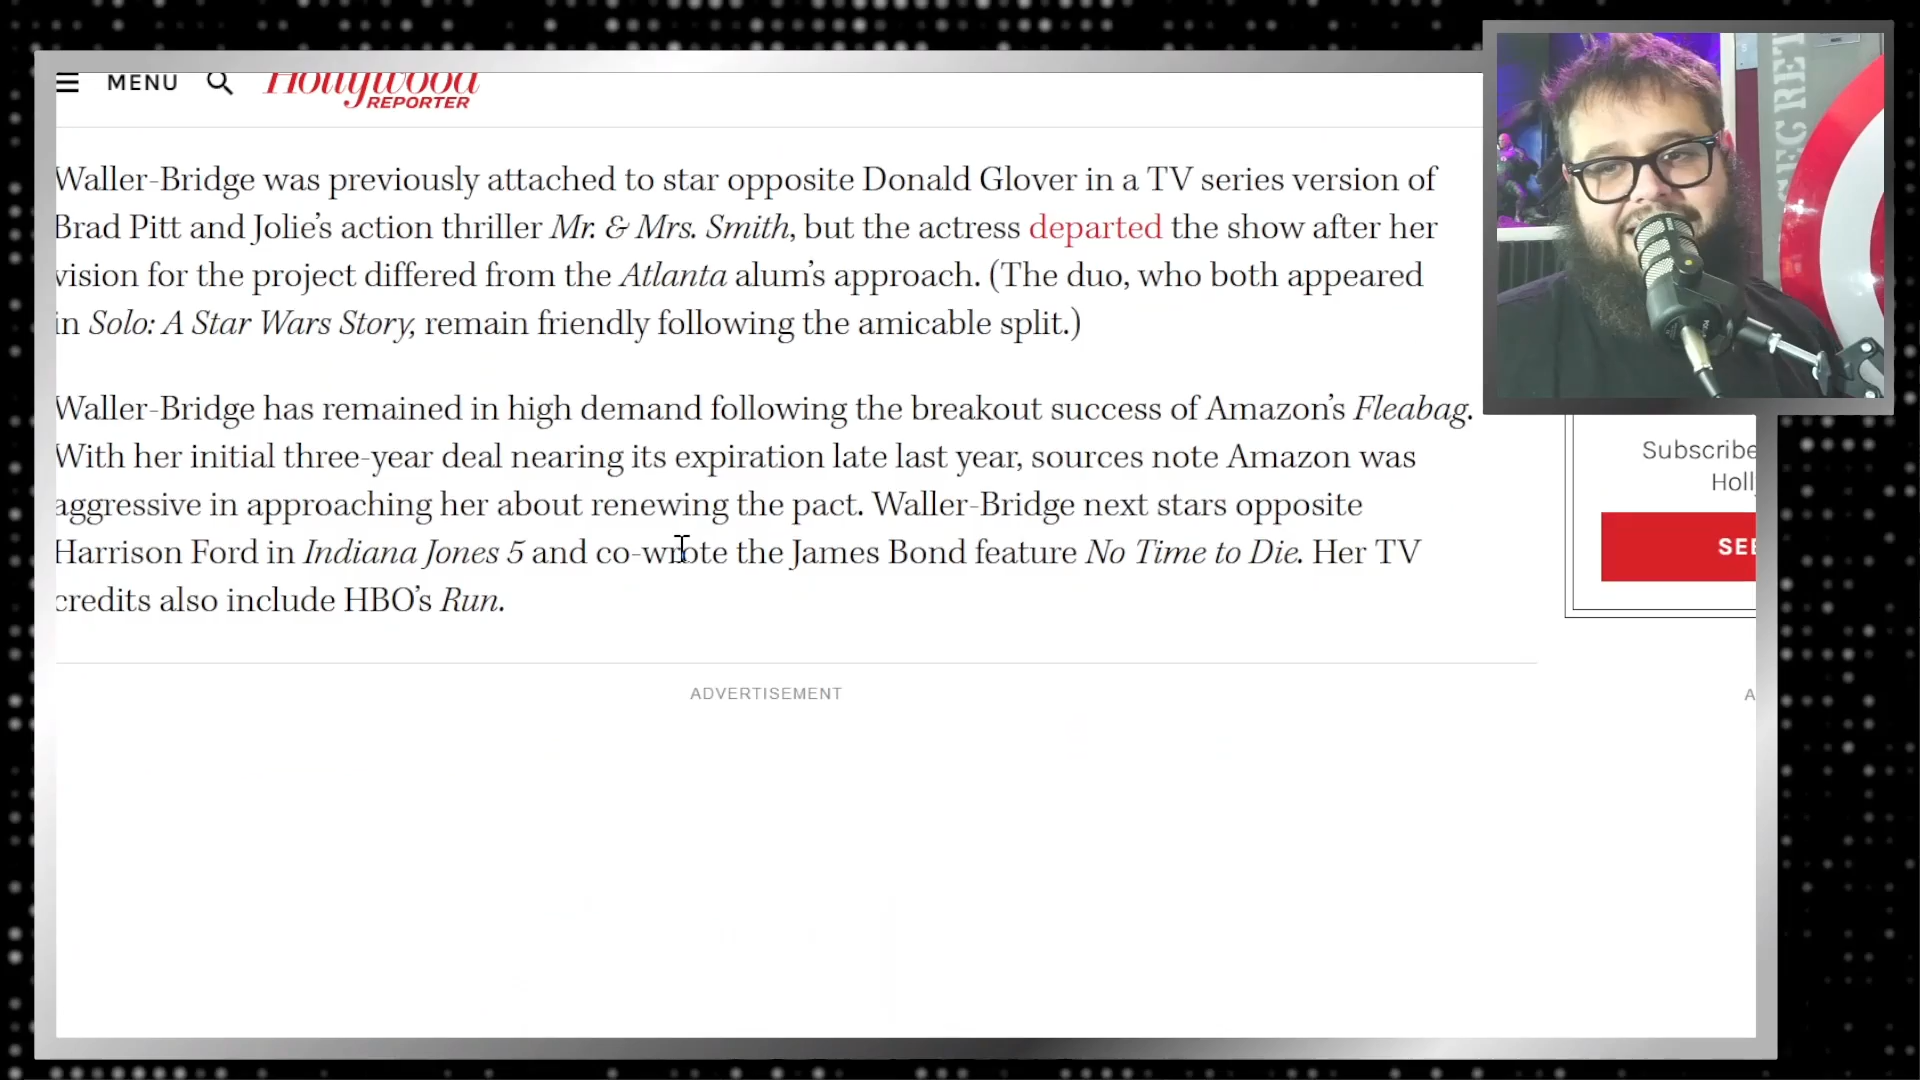 MENU
Hollywood
REPORTER
SECRET
Waller-Bridge was previously attached to star opposite Donald Glover in a TV series version of
Brad Pitt and Jolie’s action thriller Mr. & Mrs. Smith, but the actress departed the show after her
vision for the project differed from the Atlanta alum’s approach. (The duo, who both appeared
in Solo: A Star Wars Story, remain friendly following the amicable split.)
Waller-Bridge has remained in high demand following the breakout success of Amazon’s Fleabag.
With her initial three-year deal nearing its expiration late last year, sources note Amazon was
aggressive in approaching her about renewing the pact. Waller-Bridge next stars opposite
Harrison Ford in Indiana Jones 5 and co-wrote the James Bond feature No Time to Die. Her TV
credits also include HBO’s Run.
Subscribe
Holl
SEE
ADVERTISEMENT
A